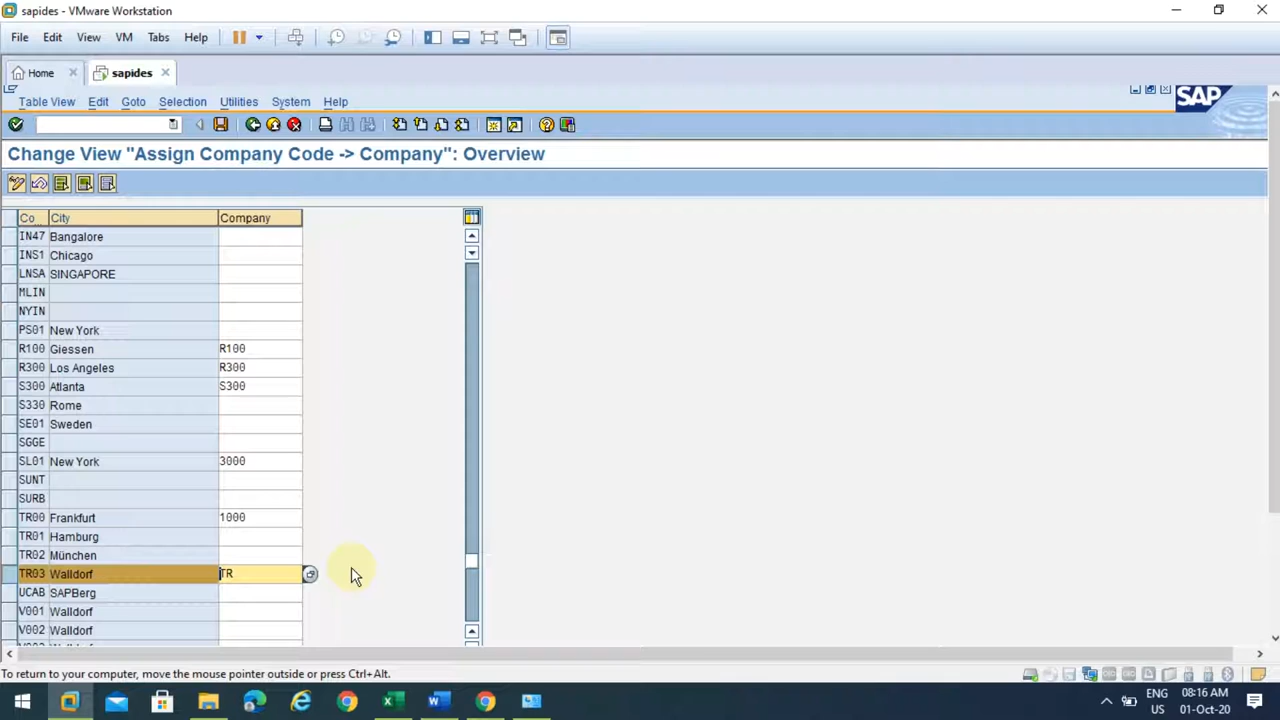 sapides - VMware Workstation
File Edit View VM Tabs Help
Home sapides
Table View Edit Goto Selection Utilities System Help
SAP
Change View "Assign Company Code -> Company": Overview
Co City Company
IN47 Bangalore
INS1 Chicago
LNSA SINGAPORE
MLIN
NYIN
PS01 New York
R100 Giessen R100
R300 Los Angeles R300
S300 Atlanta S300
S330 Rome
SE01 Sweden
SGGE
SL01 New York 3000
SUNT
SURB
TR00 Frankfurt 1000
TR01 Hamburg
TR02 München
TR03 Walldorf TR
UCAB SAPBerg
V001 Walldorf
V002 Walldorf
To return to your computer, move the mouse pointer outside or press Ctrl+Alt.
ENG 08:16 AM
US 01-Oct-20